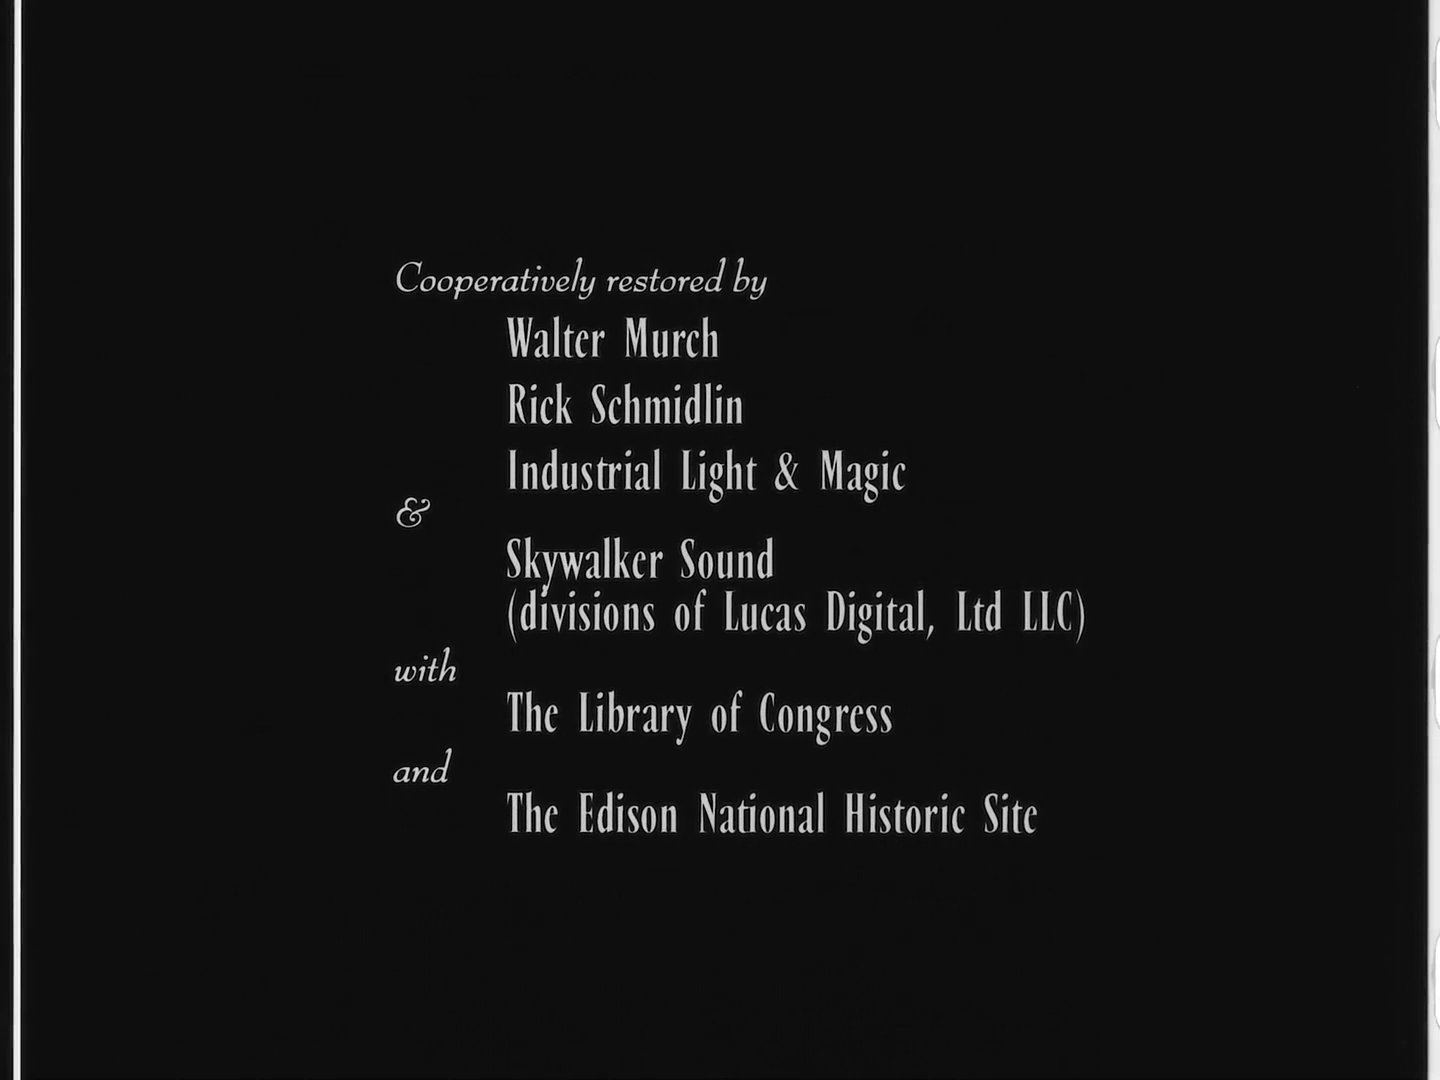 Cooperatively restored by
Walter Murch
Rick Schmidlin
Industrial Light & Magic
&
Skywalker Sound
(divisions of Lucas Digital, Ltd LLC)
with
The Library of Congress
and
The Edison National Historic Site